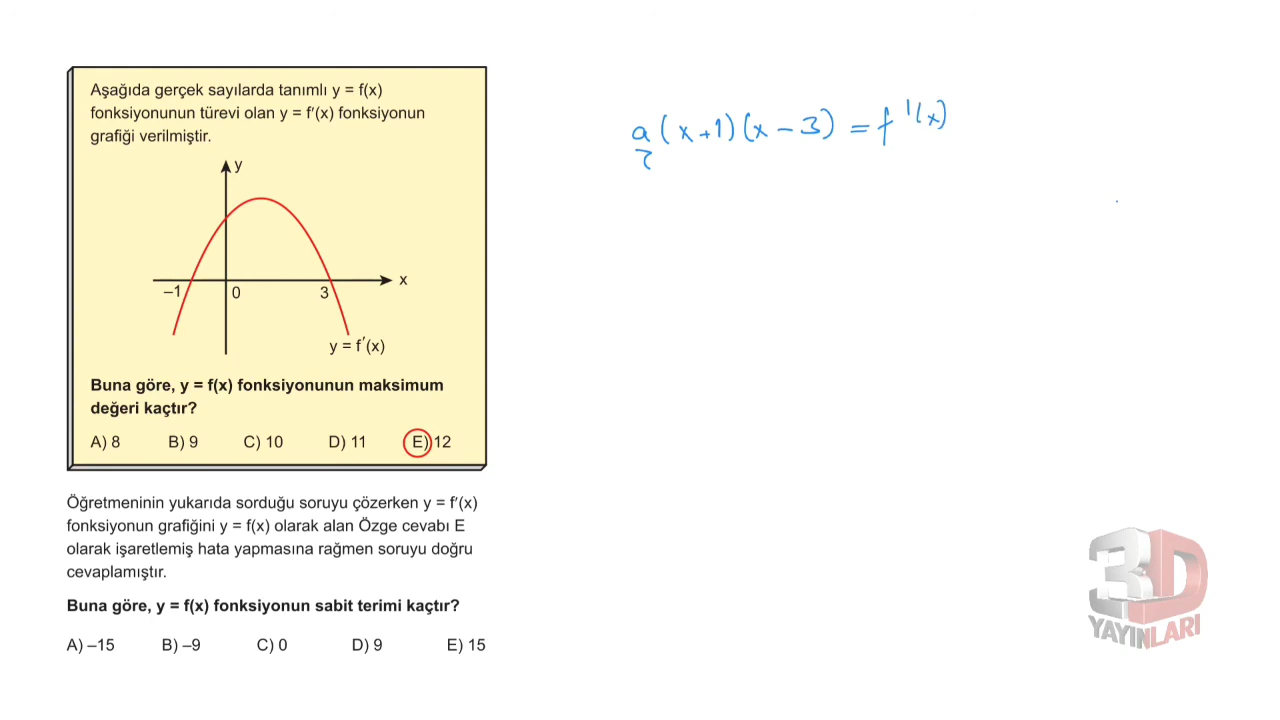 Aşağıda gerçek sayılarda tanımlı y = f(x)
fonksiyonunun türevi olan y = f'(x) fonksiyonun
grafiği verilmiştir.
y
x
–1
0
3
y = f'(x)
Buna göre, y = f(x) fonksiyonunun maksimum
değeri kaçtır?
A) 8 B) 9 C) 10 D) 11 E) 12
Öğretmeninin yukarıda sorduğu soruyu çözerken y = f'(x)
fonksiyonun grafiğini y = f(x) olarak alan Özge cevabı E
olarak işaretlemiş hata yapmasına rağmen soruyu doğru
cevaplamıştır.
Buna göre, y = f(x) fonksiyonun sabit terimi kaçtır?
A) –15 B) –9 C) 0 D) 9 E) 15
a (x+1)(x-3) = f'(x)
?
3D
YAYINLARI